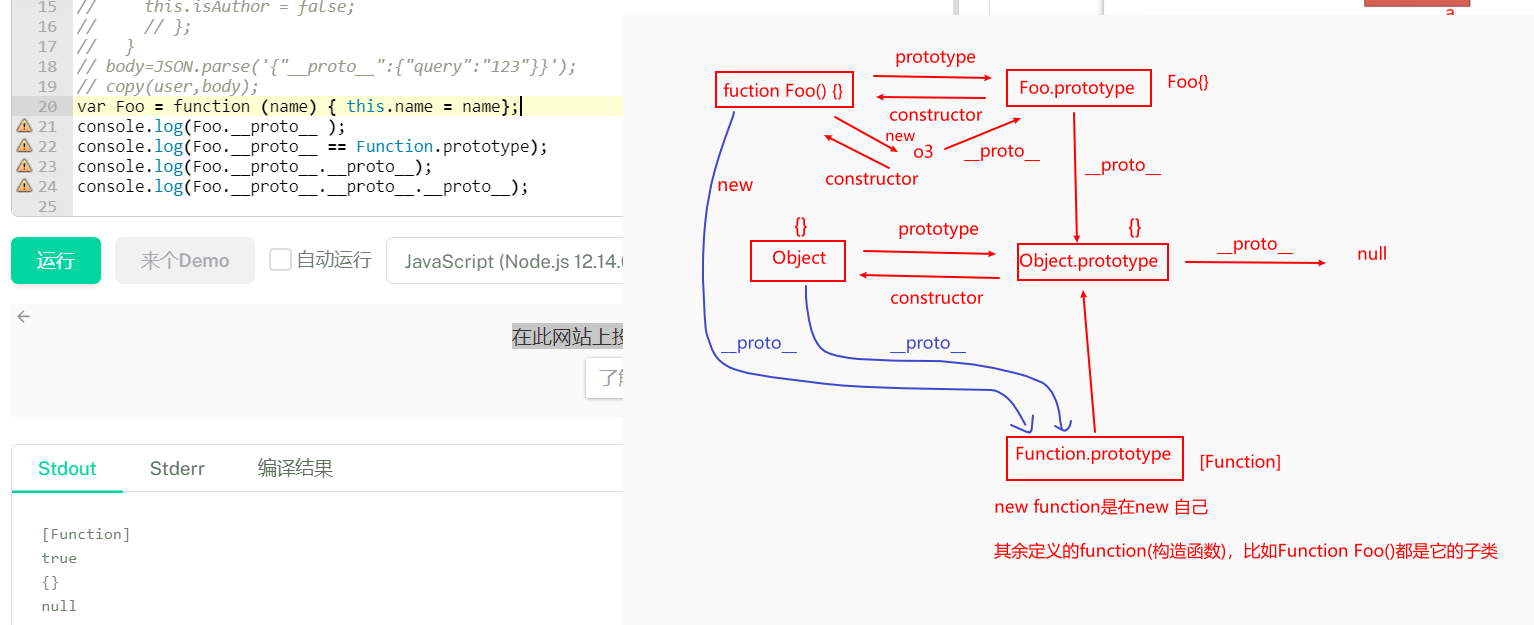 15 // this.isAuthor = false;
16 // // };
17 // }
18 // body=JSON.parse('{"__proto__":{"query":"123"}}');
19 // copy(user,body);
20 var Foo = function (name) { this.name = name};
21 console.log(Foo.__proto__ );
22 console.log(Foo.__proto__ == Function.prototype);
23 console.log(Foo.__proto__.__proto__);
24 console.log(Foo.__proto__.__proto__.__proto__);
25
运行
来个Demo
自动运行
JavaScript (Node.js 12.14.
在此网站上
了
Stdout
Stderr
编译结果
[Function]
true
{}
null
a
prototype
fuction Foo() {}
Foo.prototype
Foo{}
constructor
new
o3
__proto__
constructor
__proto__
new
{}
prototype
{}
Object
Object.prototype
__proto__
null
constructor
__proto__
__proto__
Function.prototype
[Function]
new function是在new 自己
其余定义的function(构造函数)，比如Function Foo()都是它的子类